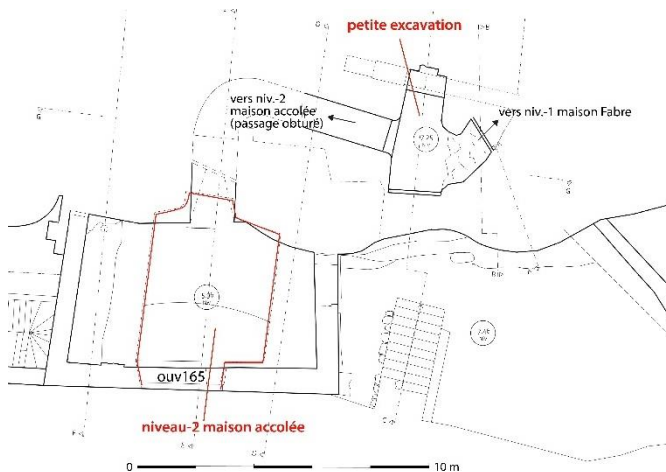 petite excavation
vers niv.-2
maison accolée
(passage obturé)
vers niv.-1 maison Fabre
ouv165
niveau-2 maison accolée
0
10 m